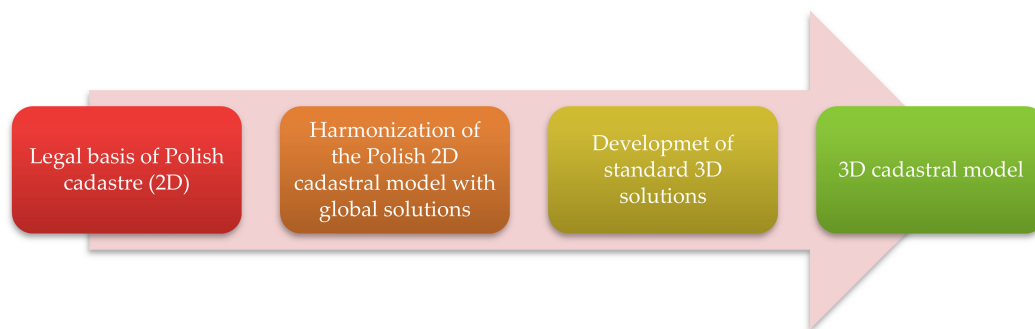 Legal basis of Polish
cadastre (2D)
Harmonization of
the Polish 2D
cadastral model with
global solutions
Developmet of
standard 3D
solutions
3D cadastral model